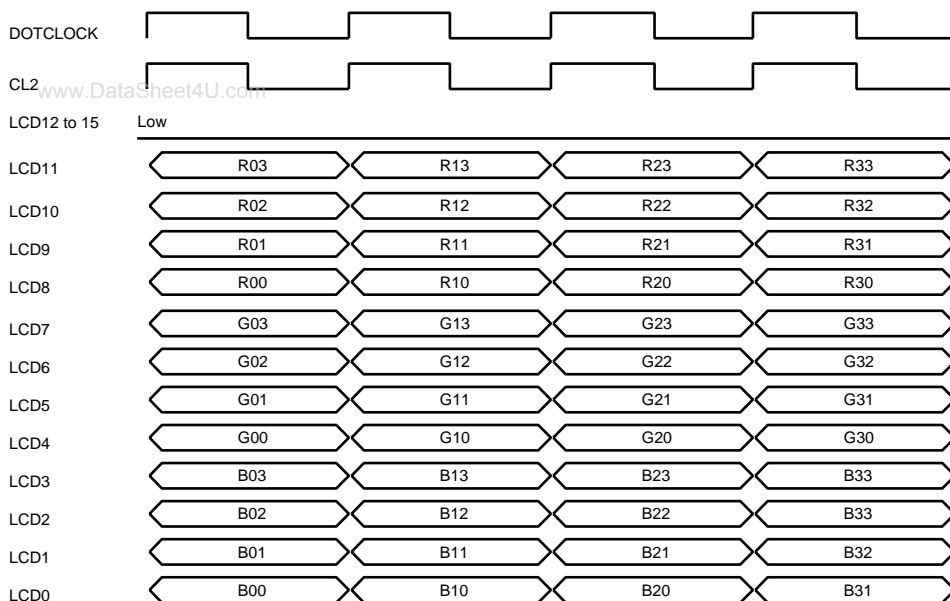 DOTCLOCK
CL2
www.DataSheet4U.com
LCD12 to 15 Low
LCD11 R03 R13 R23 R33
LCD10 R02 R12 R22 R32
LCD9 R01 R11 R21 R31
LCD8 R00 R10 R20 R30
LCD7 G03 G13 G23 G33
LCD6 G02 G12 G22 G32
LCD5 G01 G11 G21 G31
LCD4 G00 G10 G20 G30
LCD3 B03 B13 B23 B33
LCD2 B02 B12 B22 B33
LCD1 B01 B11 B21 B32
LCD0 B00 B10 B20 B31